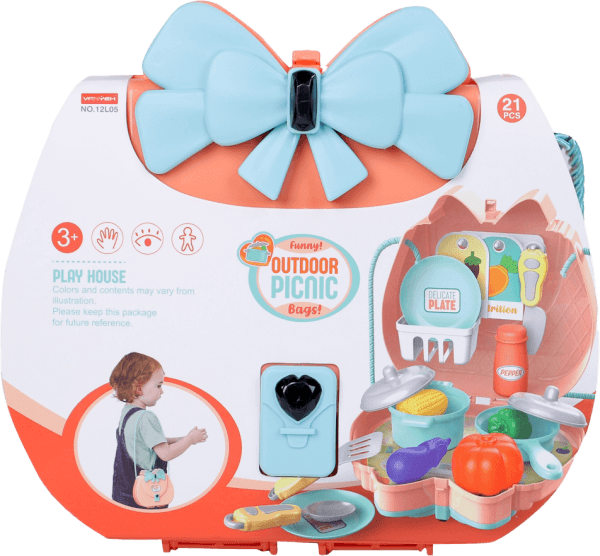 NO.12L05
21
PCS
3+
PLAY HOUSE
Colors and contents may vary from
illustration.
Please keep this package
for future reference.
Funny!
OUTDOOR
PICNIC
Bags!
DELICATE
PLATE
trition
PEPPER